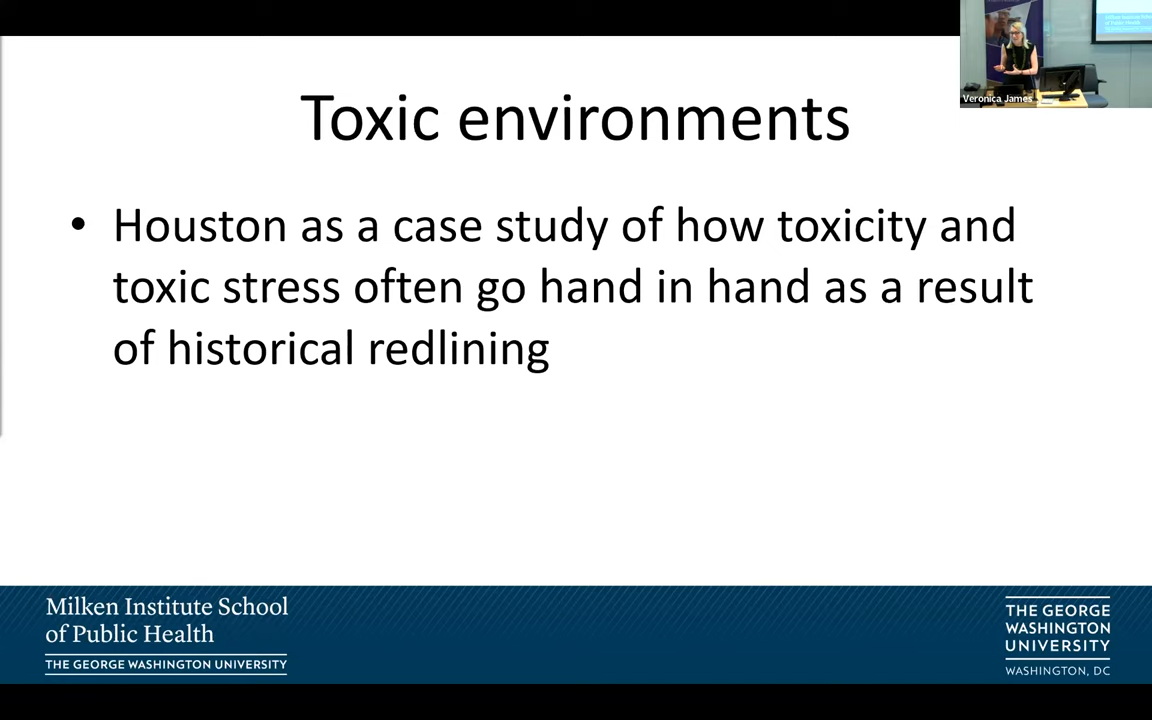 Toxic environments
Veronica James
• Houston as a case study of how toxicity and
toxic stress often go hand in hand as a result
of historical redlining
Milken Institute School
of Public Health
THE GEORGE WASHINGTON UNIVERSITY
THE GEORGE
WASHINGTON
UNIVERSITY
WASHINGTON, DC